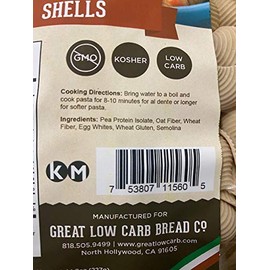 SHELLS
GMO
KOSHER
LOW
CARB
Cooking Directions: Bring water to a boil and
cook pasta for 8-10 minutes for al dente or longer
for softer pasta.
Ingredients: Pea Protein Isolate, Oat Fiber, Wheat
Fiber, Egg Whites, Wheat Gluten, Semolina
K M
7 53807 11560 5
MANUFACTURED FOR
GREAT LOW CARB BREAD CO
818.505.9499 www.greatlowcarb.com
North Hollywood, CA 91605